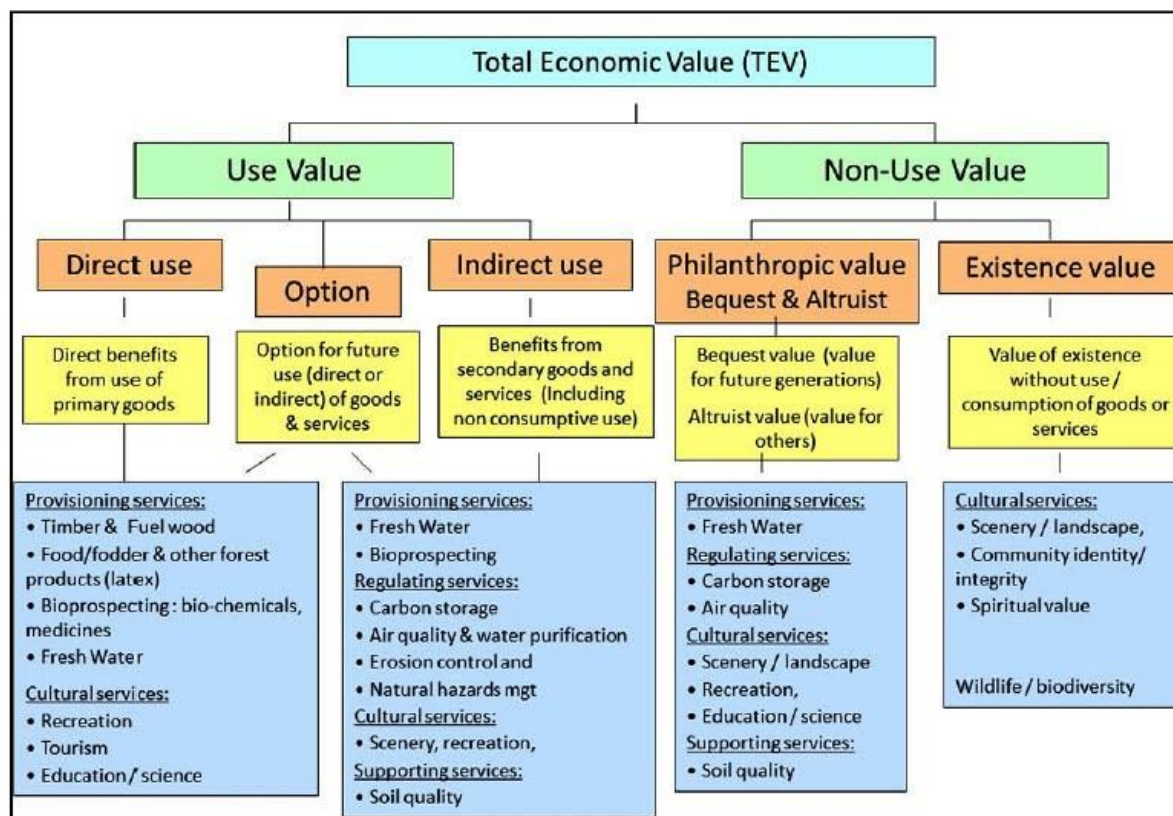 Total Economic Value (TEV)
Use Value
Non-Use Value
Direct use
Option
Indirect use
Philanthropic value
Bequest & Altruist
Existence value
Direct benefits
from use of
primary goods
Option for future
use (direct or
indirect) of goods
& services
Benefits from
secondary goods and
services (Including
non consumptive use)
Bequest value (value
for future generations)
Altruist value (value for
others)
Value of existence
without use /
consumption of goods or
services
Provisioning services:
• Timber & Fuel wood
• Food/fodder & other forest
products (latex)
• Bioprospecting: bio-chemicals,
medicines
• Fresh Water
Cultural services:
• Recreation
• Tourism
• Education/ science
Provisioning services:
• Fresh Water
• Bioprospecting
Regulating services:
• Carbon storage
• Air quality & water purification
• Erosion control and
• Natural hazards mgt
Cultural services:
• Scenery, recreation,
Supporting services:
• Soil quality
Provisioning services:
• Fresh Water
Regulating services:
• Carbon storage
• Air quality
Cultural services:
• Scenery / landscape
• Recreation,
• Education / science
Supporting services:
• Soil quality
Cultural services:
• Scenery / landscape,
• Community identity/
integrity
• Spiritual value
Wildlife / biodiversity